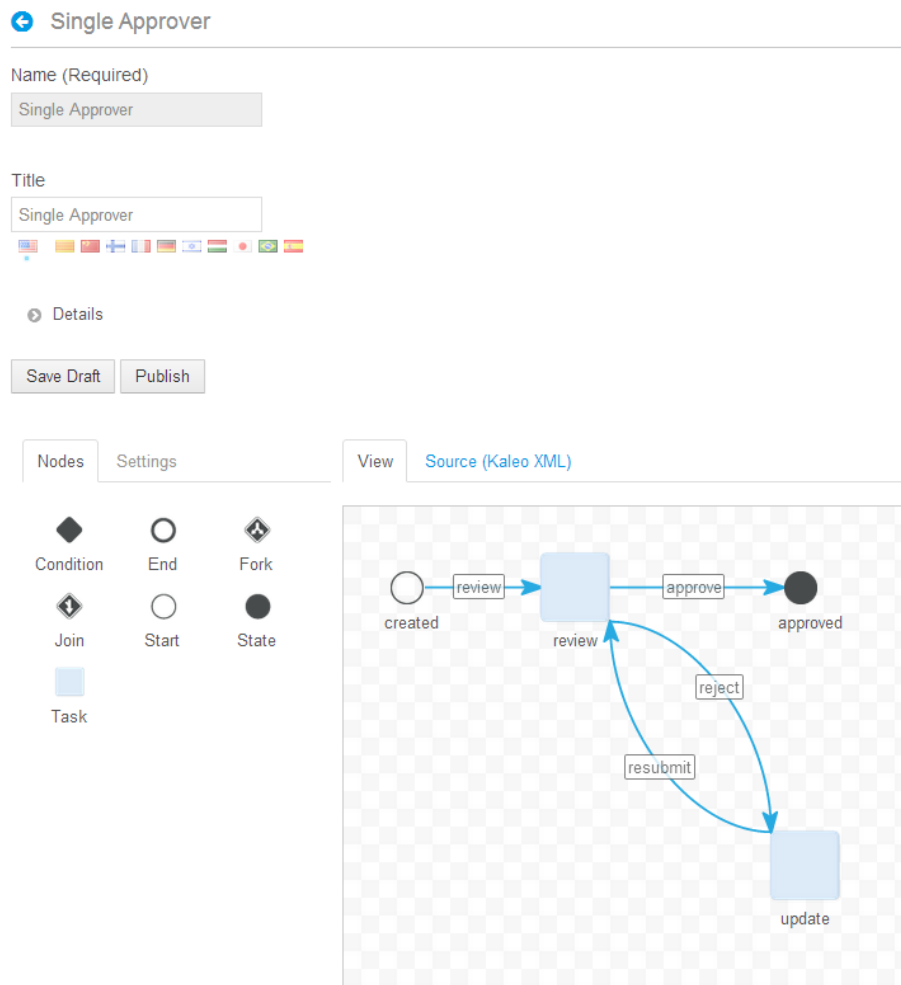 Single Approver
Name (Required)
Single Approver
Title
Single Approver
Details
Save Draft Publish
Nodes Settings View Source (Kaleo XML)
Condition End Fork
Join Start State
Task
review approve
created review approved
reject
resubmit
update